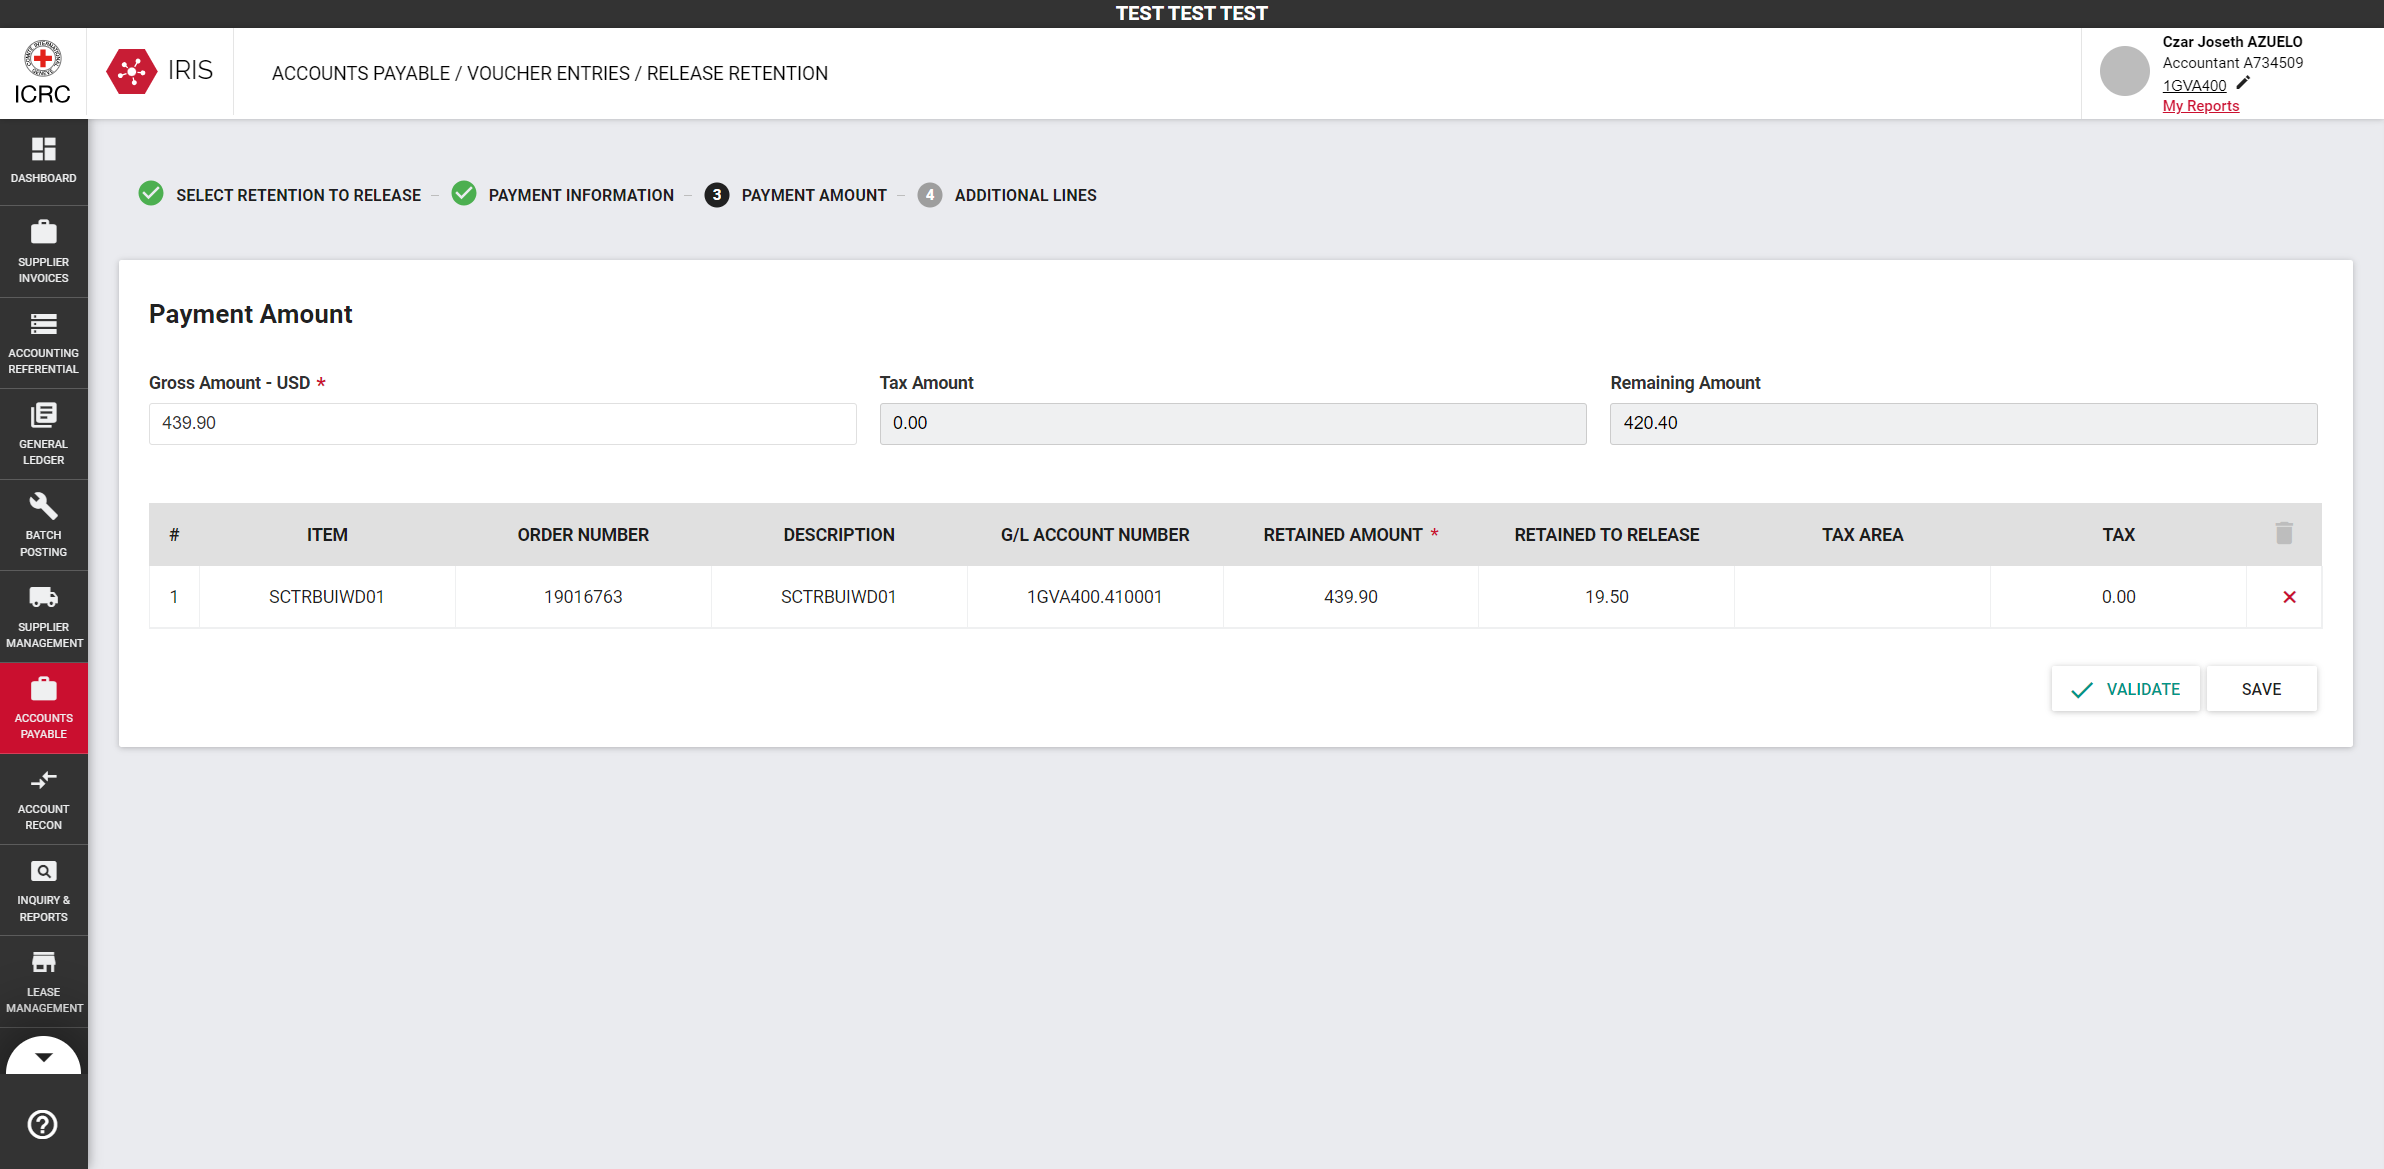 TEST TEST TEST
ICRC
IRIS
ACCOUNTS PAYABLE / VOUCHER ENTRIES / RELEASE RETENTION
Czar Joseth AZUELO
Accountant A734509
1GVA400
My Reports
DASHBOARD
SUPPLIER
INVOICES
ACCOUNTING
REFERENTIAL
GENERAL
LEDGER
BATCH
POSTING
SUPPLIER
MANAGEMENT
ACCOUNTS
PAYABLE
ACCOUNT
RECON
INQUIRY &
REPORTS
LEASE
MANAGEMENT
SELECT RETENTION TO RELEASE – PAYMENT INFORMATION – 3 PAYMENT AMOUNT – 4 ADDITIONAL LINES
Payment Amount
Gross Amount - USD * Tax Amount Remaining Amount
439.90 0.00 420.40
# ITEM ORDER NUMBER DESCRIPTION G/L ACCOUNT NUMBER RETAINED AMOUNT * RETAINED TO RELEASE TAX AREA TAX
1 SCTRBUIWD01 19016763 SCTRBUIWD01 1GVA400.410001 439.90 19.50 0.00
VALIDATE SAVE